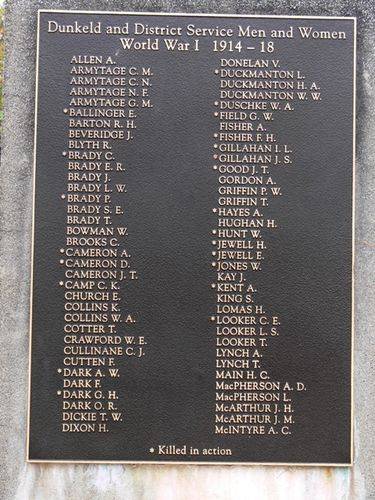 Dunkeld and District Service Men and Women
World War I 1914 – 18
ALLEN A.
ARMYTAGE C. M.
ARMYTAGE C. N.
ARMYTAGE N. F.
ARMYTAGE G. M.
*BALLINGER E.
BARTON R. H.
BEVERIDGE J.
BLYTH R.
*BRADY C.
BRADY E. R.
BRADY J.
BRADY L. W.
*BRADY P.
BRADY S. E.
BRADY T.
BOWMAN W.
BROOKS C.
*CAMERON A.
*CAMERON D.
CAMERON J. T.
*CAMP C. K.
CHURCH E.
COLLINS K.
COLLINS W. A.
COTTER T.
CRAWFORD W. E.
CULLINANE C. J.
CUTTEN F.
*DARK A. W.
DARK F.
*DARK G. H.
DARK O. R.
DICKIE T. W.
DIXON H.
DONELAN V.
*DUCKMANTON L.
DUCKMANTON H. A.
DUCKMANTON W. W.
*DUSCHKE W. A.
*FIELD G. W.
FISHER A.
*FISHER F. H.
*GILLAHAN I. L.
*GILLAHAN J. S.
*GOOD J. T.
GORDON A.
GRIFFIN P. W.
GRIFFIN T.
*HAYES A.
HUGHAN H.
*HUNT W.
*JEWELL H.
*JEWELL E.
*JONES W.
KAY J.
*KENT A.
KING S.
LOMAS H.
*LOOKER C. E.
LOOKER L. S.
LOOKER T.
LYNCH A.
LYNCH T.
MAIN H. C.
MacPHERSON A. D.
MacPHERSON L.
McARTHUR J. H.
McARTHUR J. M.
McINTYRE A. C.
* Killed in action